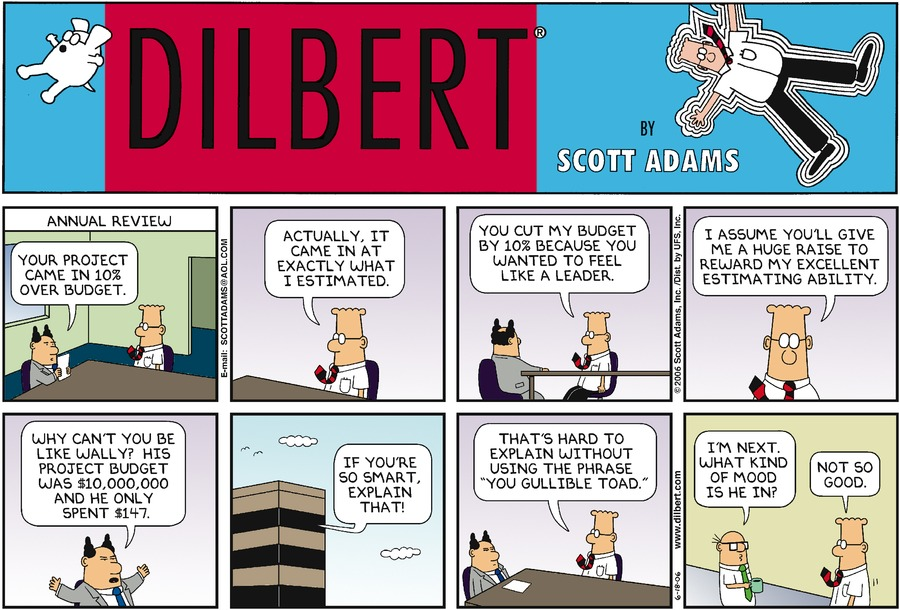 DILBERT®
BY
SCOTT ADAMS
ANNUAL REVIEW
YOUR PROJECT
CAME IN 10%
OVER BUDGET.
E-mail: SCOTTADAMS@AOL.COM
ACTUALLY, IT
CAME IN AT
EXACTLY WHAT
I ESTIMATED.
YOU CUT MY BUDGET
BY 10% BECAUSE YOU
WANTED TO FEEL
LIKE A LEADER.
© 2006 Scott Adams, Inc. /Dist. by UFS, Inc.
I ASSUME YOU'LL GIVE
ME A HUGE RAISE TO
REWARD MY EXCELLENT
ESTIMATING ABILITY.
WHY CAN'T YOU BE
LIKE WALLY? HIS
PROJECT BUDGET
WAS $10,000,000
AND HE ONLY
SPENT $147.
IF YOU'RE
SO SMART,
EXPLAIN
THAT!
THAT'S HARD TO
EXPLAIN WITHOUT
USING THE PHRASE
"YOU GULLIBLE TOAD."
6-18-06 www.dilbert.com
I'M NEXT.
WHAT KIND
OF MOOD
IS HE IN?
NOT SO
GOOD.